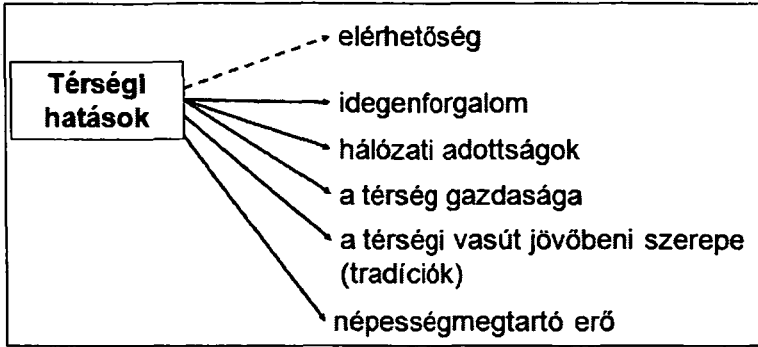 elérhetőség
Térségi
hatások
idegenforgalom
hálózati adottságok
a térség gazdasága
a térségi vasút jövőbeni szerepe
(tradíciók)
népességmegtartó erő